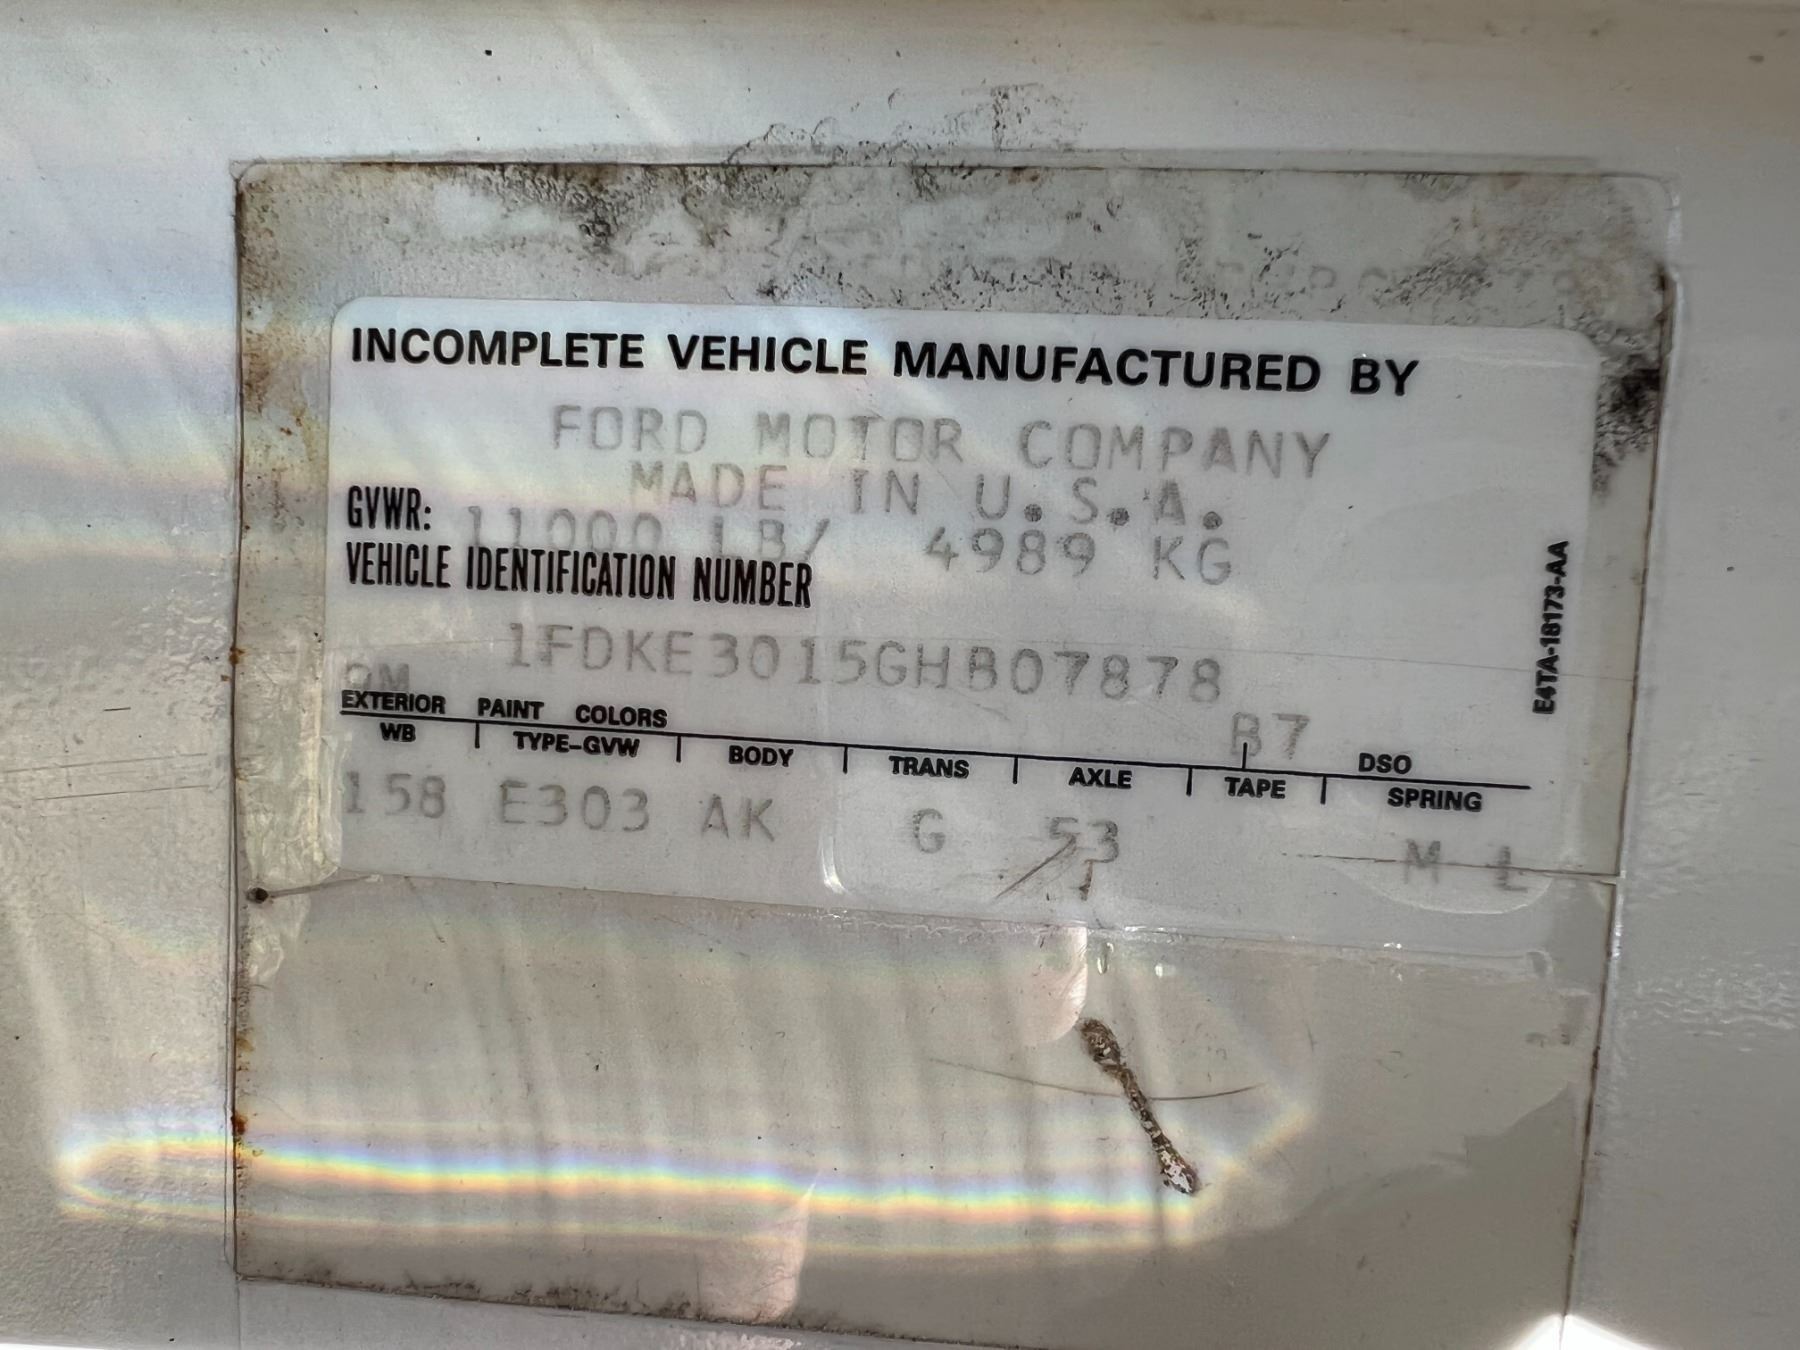 INCOMPLETE VEHICLE MANUFACTURED BY
FORD MOTOR COMPANY
MADE IN U.S.A.
GVWR: 11000 LB/ 4989 KG
VEHICLE IDENTIFICATION NUMBER
1FDKE3015GHB07878
9M B7
EXTERIOR PAINT COLORS DSO
WB TYPE-GVW BODY TRANS AXLE TAPE SPRING
158 E303 AK G 53 M L
E4TA-18173-AA